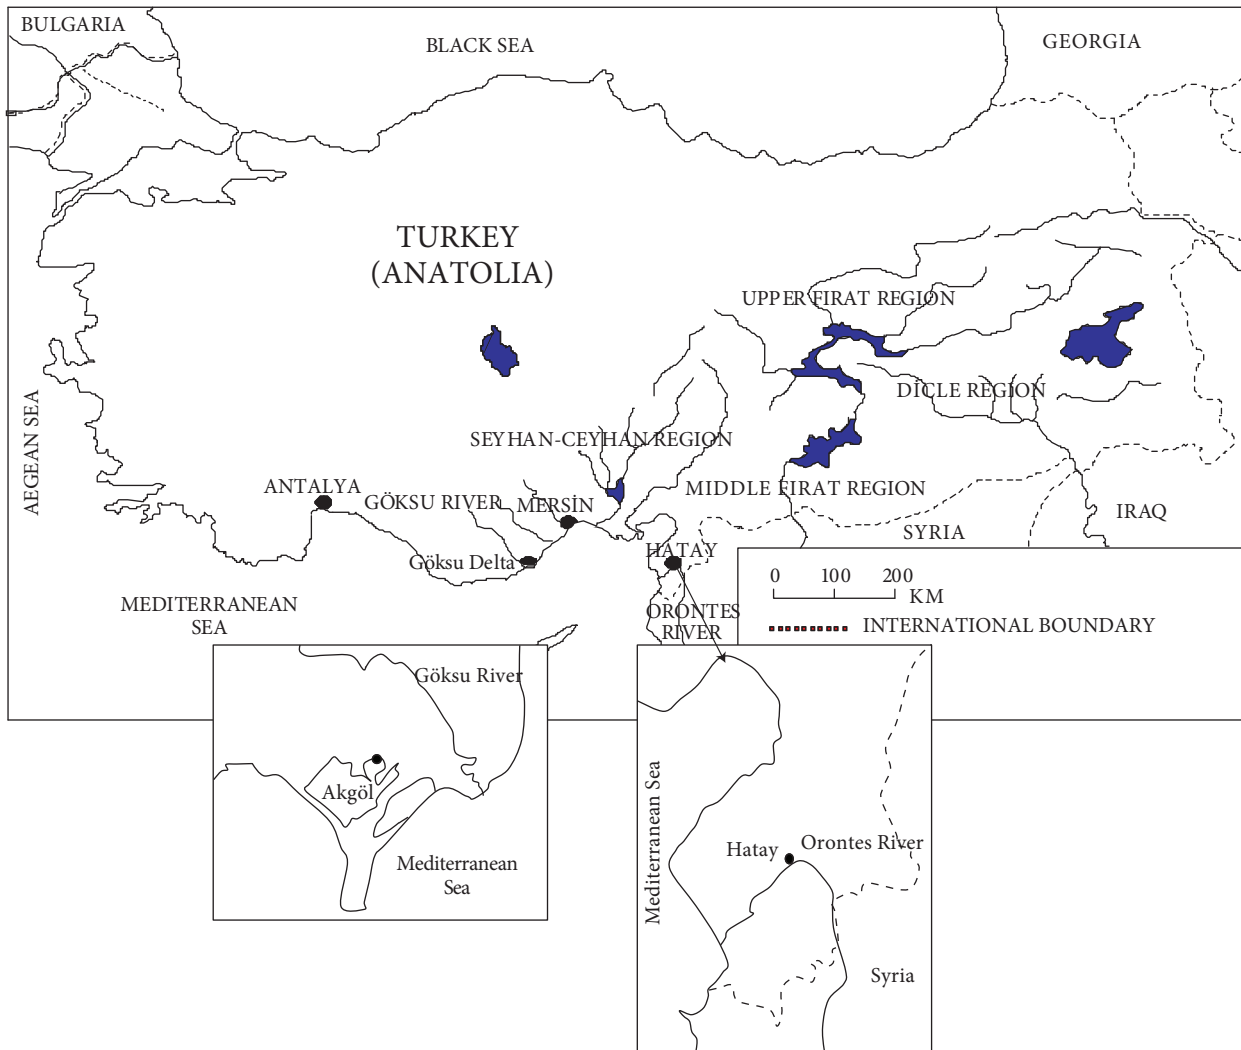 BULGARIA
BLACK SEA
GEORGIA
TURKEY
(ANATOLIA)
UPPER FIRAT REGION
AEGEAN SEA
DİCLE REGION
SEYHAN-CEYHAN REGION
ANTALYA
GÖKSU RIVER
MERSİN
MIDDLE FIRAT REGION
IRAQ
SYRIA
Göksu Delta
HATAY
0 100 200
KM
MEDITERRANEAN
SEA
ORONTES
RIVER
INTERNATIONAL BOUNDARY
Göksu River
Akgöl
Mediterranean
Sea
Mediterranean Sea
Hatay
Orontes River
Syria